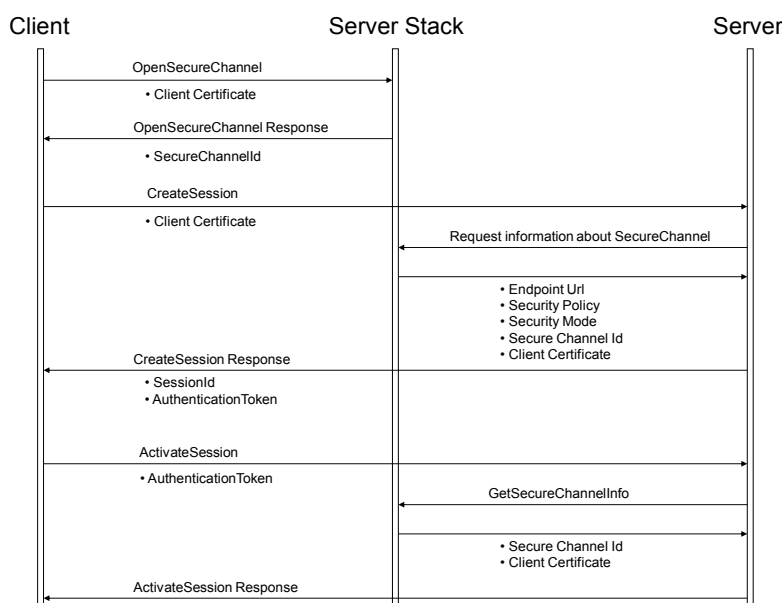 Client Server Stack Server
OpenSecureChannel
• Client Certificate
OpenSecureChannel Response
• SecureChannelId
CreateSession
• Client Certificate
Request information about SecureChannel
• Endpoint Url
• Security Policy
• Security Mode
• Secure Channel Id
• Client Certificate
CreateSession Response
• SessionId
• AuthenticationToken
ActivateSession
• AuthenticationToken
GetSecureChannelInfo
• Secure Channel Id
• Client Certificate
ActivateSession Response